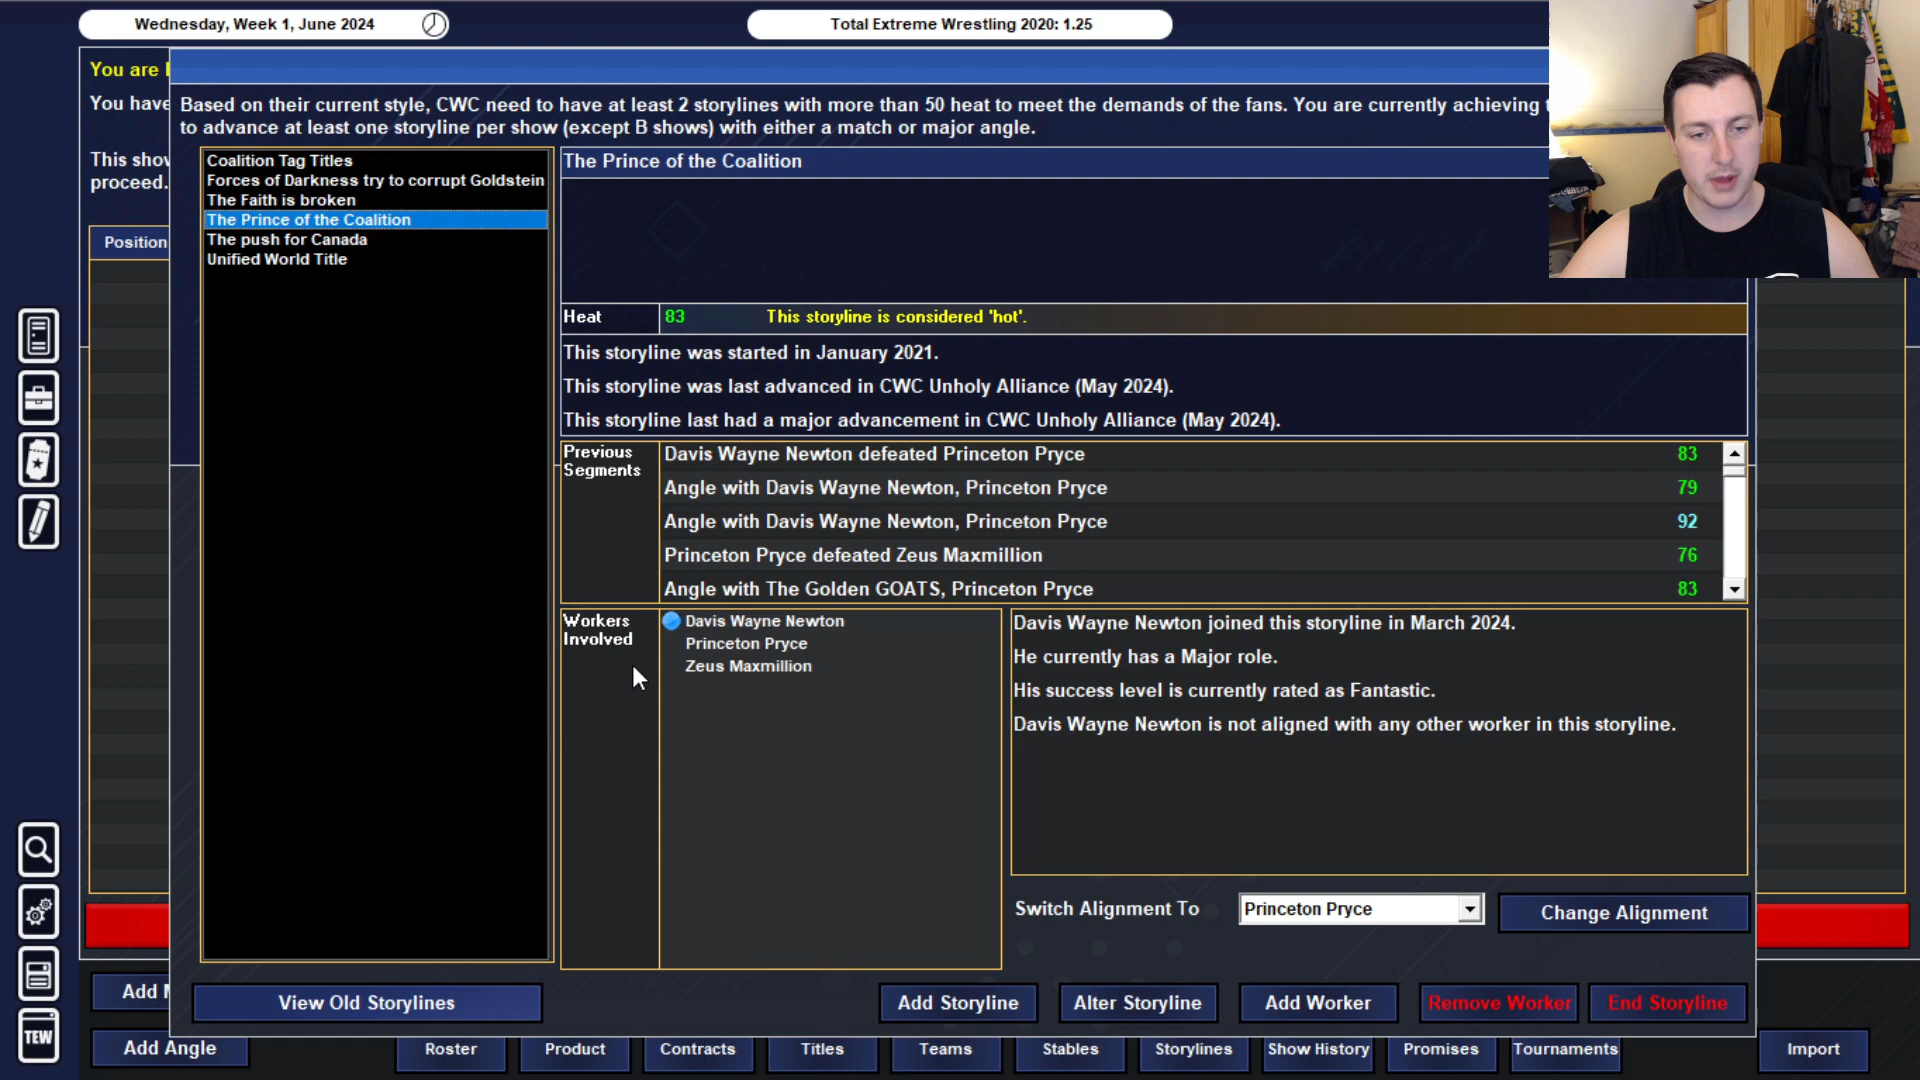 Wednesday, Week 1, June 2024
Total Extreme Wrestling 2020: 1.25
You are
You have
This show
proceed.
Position
Based on their current style, CWC need to have at least 2 storylines with more than 50 heat to meet the demands of the fans. You are currently achieving
to advance at least one storyline per show (except B shows) with either a match or major angle.
Coalition Tag Titles
Forces of Darkness try to corrupt Goldstein
The Faith is broken
The Prince of the Coalition
The push for Canada
Unified World Title
The Prince of the Coalition
Heat 83 This storyline is considered 'hot'.
This storyline was started in January 2021.
This storyline was last advanced in CWC Unholy Alliance (May 2024).
This storyline last had a major advancement in CWC Unholy Alliance (May 2024).
Previous Segments
Davis Wayne Newton defeated Princeton Pryce 83
Angle with Davis Wayne Newton, Princeton Pryce 79
Angle with Davis Wayne Newton, Princeton Pryce 92
Princeton Pryce defeated Zeus Maxmillion 76
Angle with The Golden GOATS, Princeton Pryce 83
Workers Involved
Davis Wayne Newton
Princeton Pryce
Zeus Maxmillion
Davis Wayne Newton joined this storyline in March 2024.
He currently has a Major role.
His success level is currently rated as Fantastic.
Davis Wayne Newton is not aligned with any other worker in this storyline.
Switch Alignment To Princeton Pryce Change Alignment
Add
View Old Storylines
Add Storyline
Alter Storyline
Add Worker
Remove Worker
End Storyline
TEW
Add Angle
Roster
Product
Contracts
Titles
Teams
Stables
Storylines
Show History
Promises
Tournaments
Import